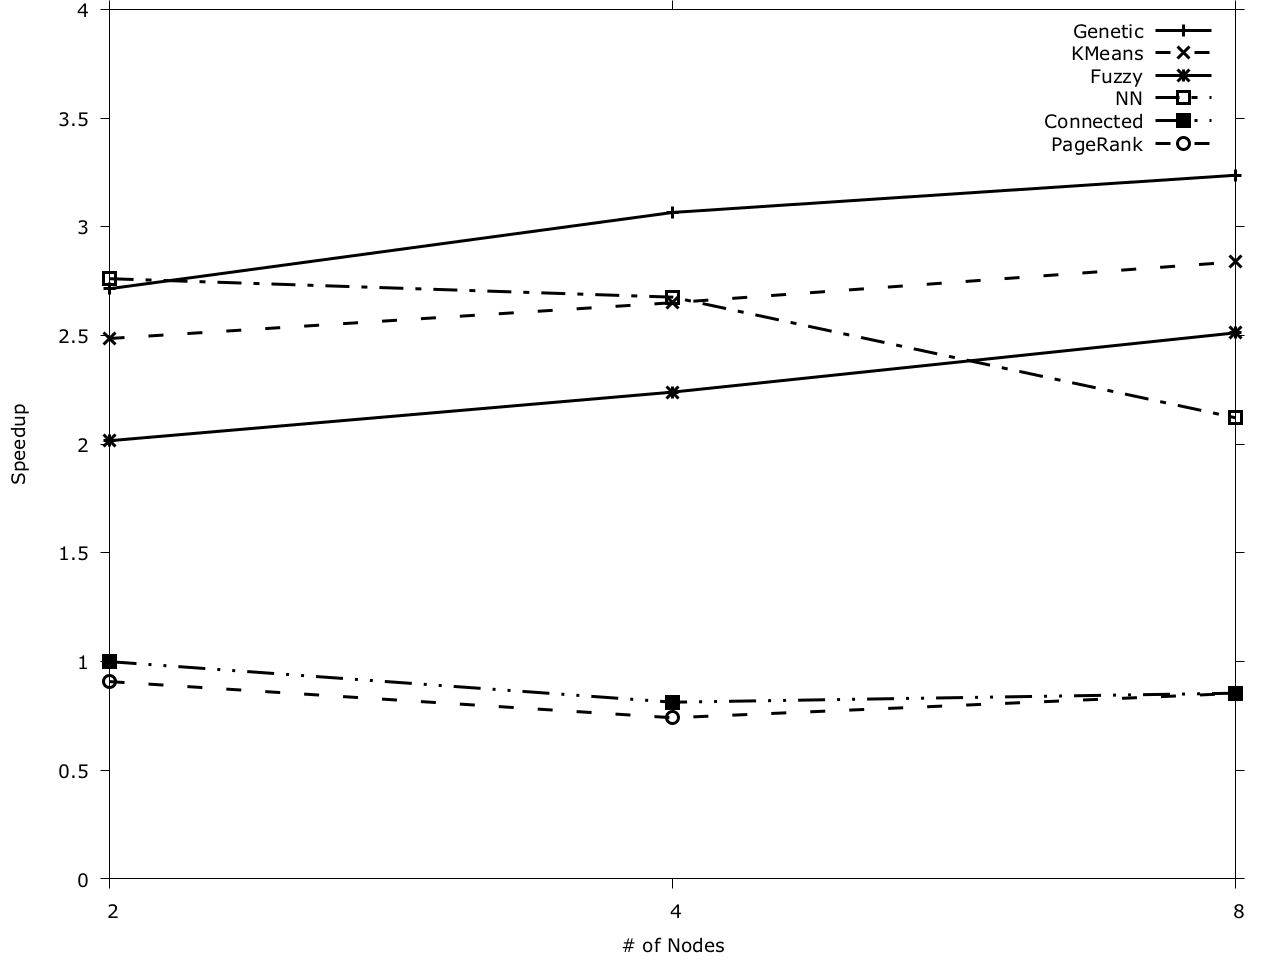 4
3.5
3
2.5
2
1.5
1
0.5
0
2
4
8
Speedup
# of Nodes
Genetic
KMeans
Fuzzy
NN
Connected
PageRank